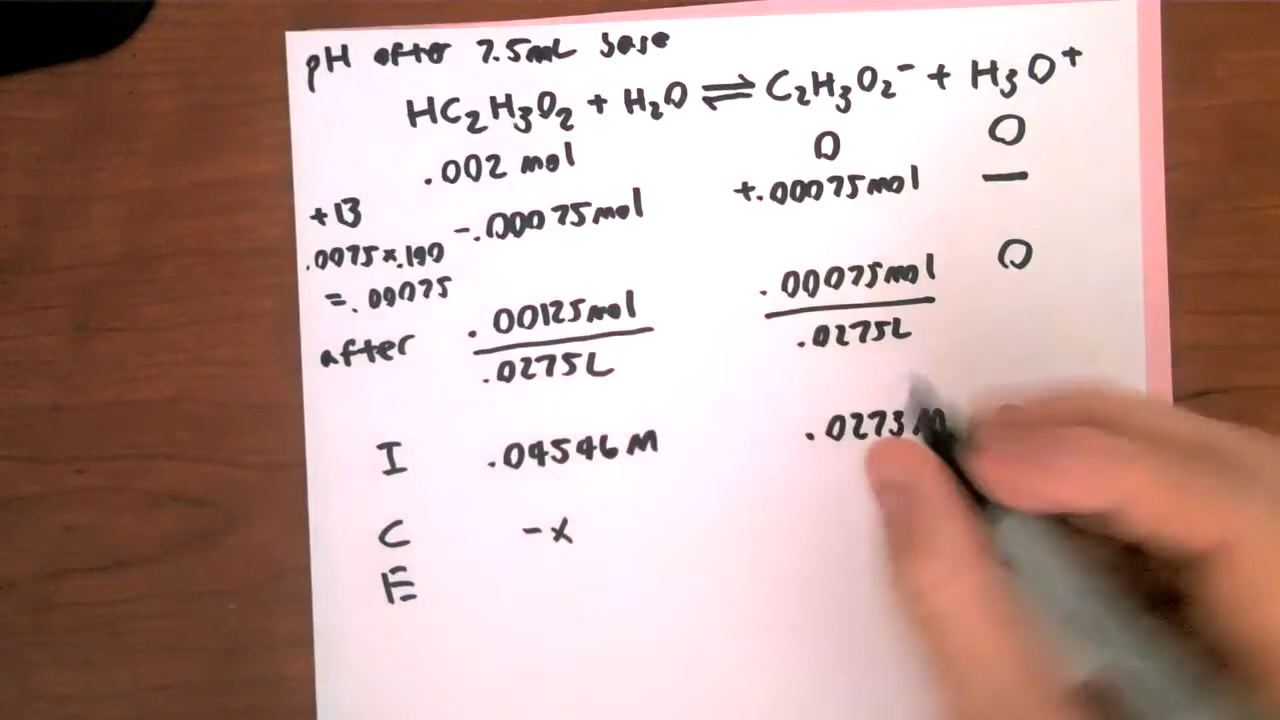 pH after 7.5mL base
HC₂H₃O₂ + H₂O ⇌ C₂H₃O₂⁻ + H₃O⁺
.002 mol 0 0
+B -.00075mol +.00075mol —
.0075×.100
=.00075
after .00125mol .00075mol 0
.0275L .0275L
I .04546M .0273M
C -x
E